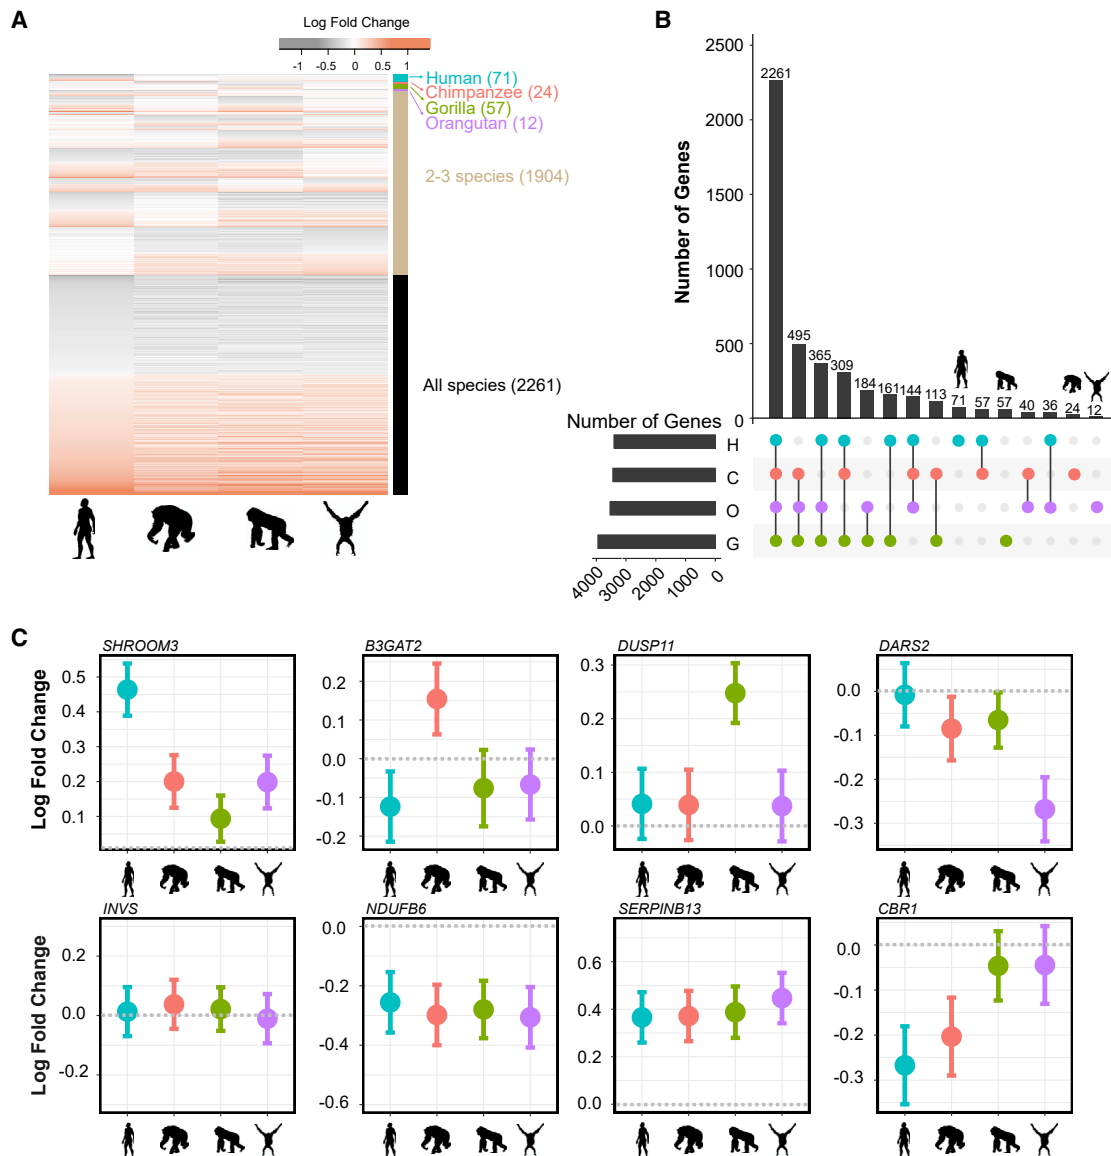 A
Log Fold Change
-1 -0.5 0 0.5 1
Human (71)
Chimpanzee (24)
Gorilla (57)
Orangutan (12)
2-3 species (1904)
All species (2261)
B
Number of Genes
2500
2000
1500
1000
500
0
2261 495 365 309 184 161 144 113 71 57 57 40 36 24 12
Number of Genes
H
C
O
G
4000 3000 2000 1000 0
C
SHROOM3
Log Fold Change
0.5
0.4
0.3
0.2
0.1
B3GAT2
0.2
0.1
0.0
-0.1
-0.2
DUSP11
0.3
0.2
0.1
0.0
DARS2
0.0
-0.1
-0.2
-0.3
INVS
Log Fold Change
0.2
0.0
-0.2
NDUFB6
0.0
-0.2
-0.4
-0.6
SERPINB13
0.6
0.4
0.2
0.0
CBR1
0.0
-0.1
-0.2
-0.3